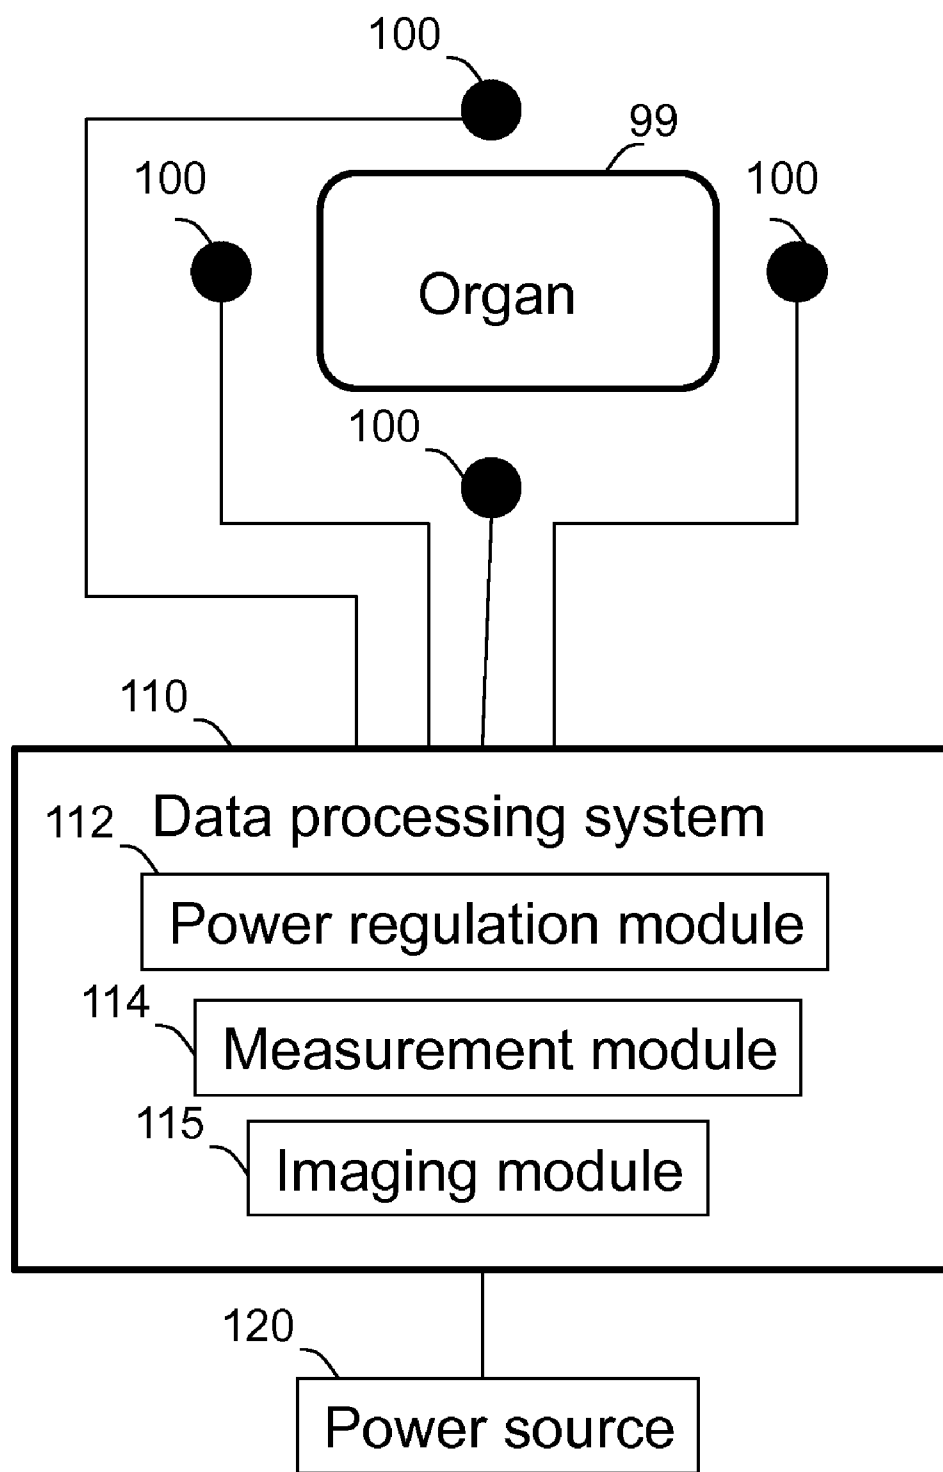 100
99
100
100
Organ
100
110
Data processing system
112
Power regulation module
114
Measurement module
115
Imaging module
120
Power source